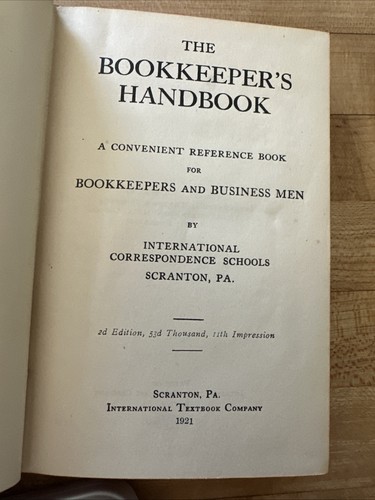 THE
BOOKKEEPER'S
HANDBOOK
A CONVENIENT REFERENCE BOOK
FOR
BOOKKEEPERS AND BUSINESS MEN
BY
INTERNATIONAL
CORRESPONDENCE SCHOOLS
SCRANTON, PA.
2d Edition, 53d Thousand, 11th Impression
SCRANTON, PA.
INTERNATIONAL TEXTBOOK COMPANY
1921